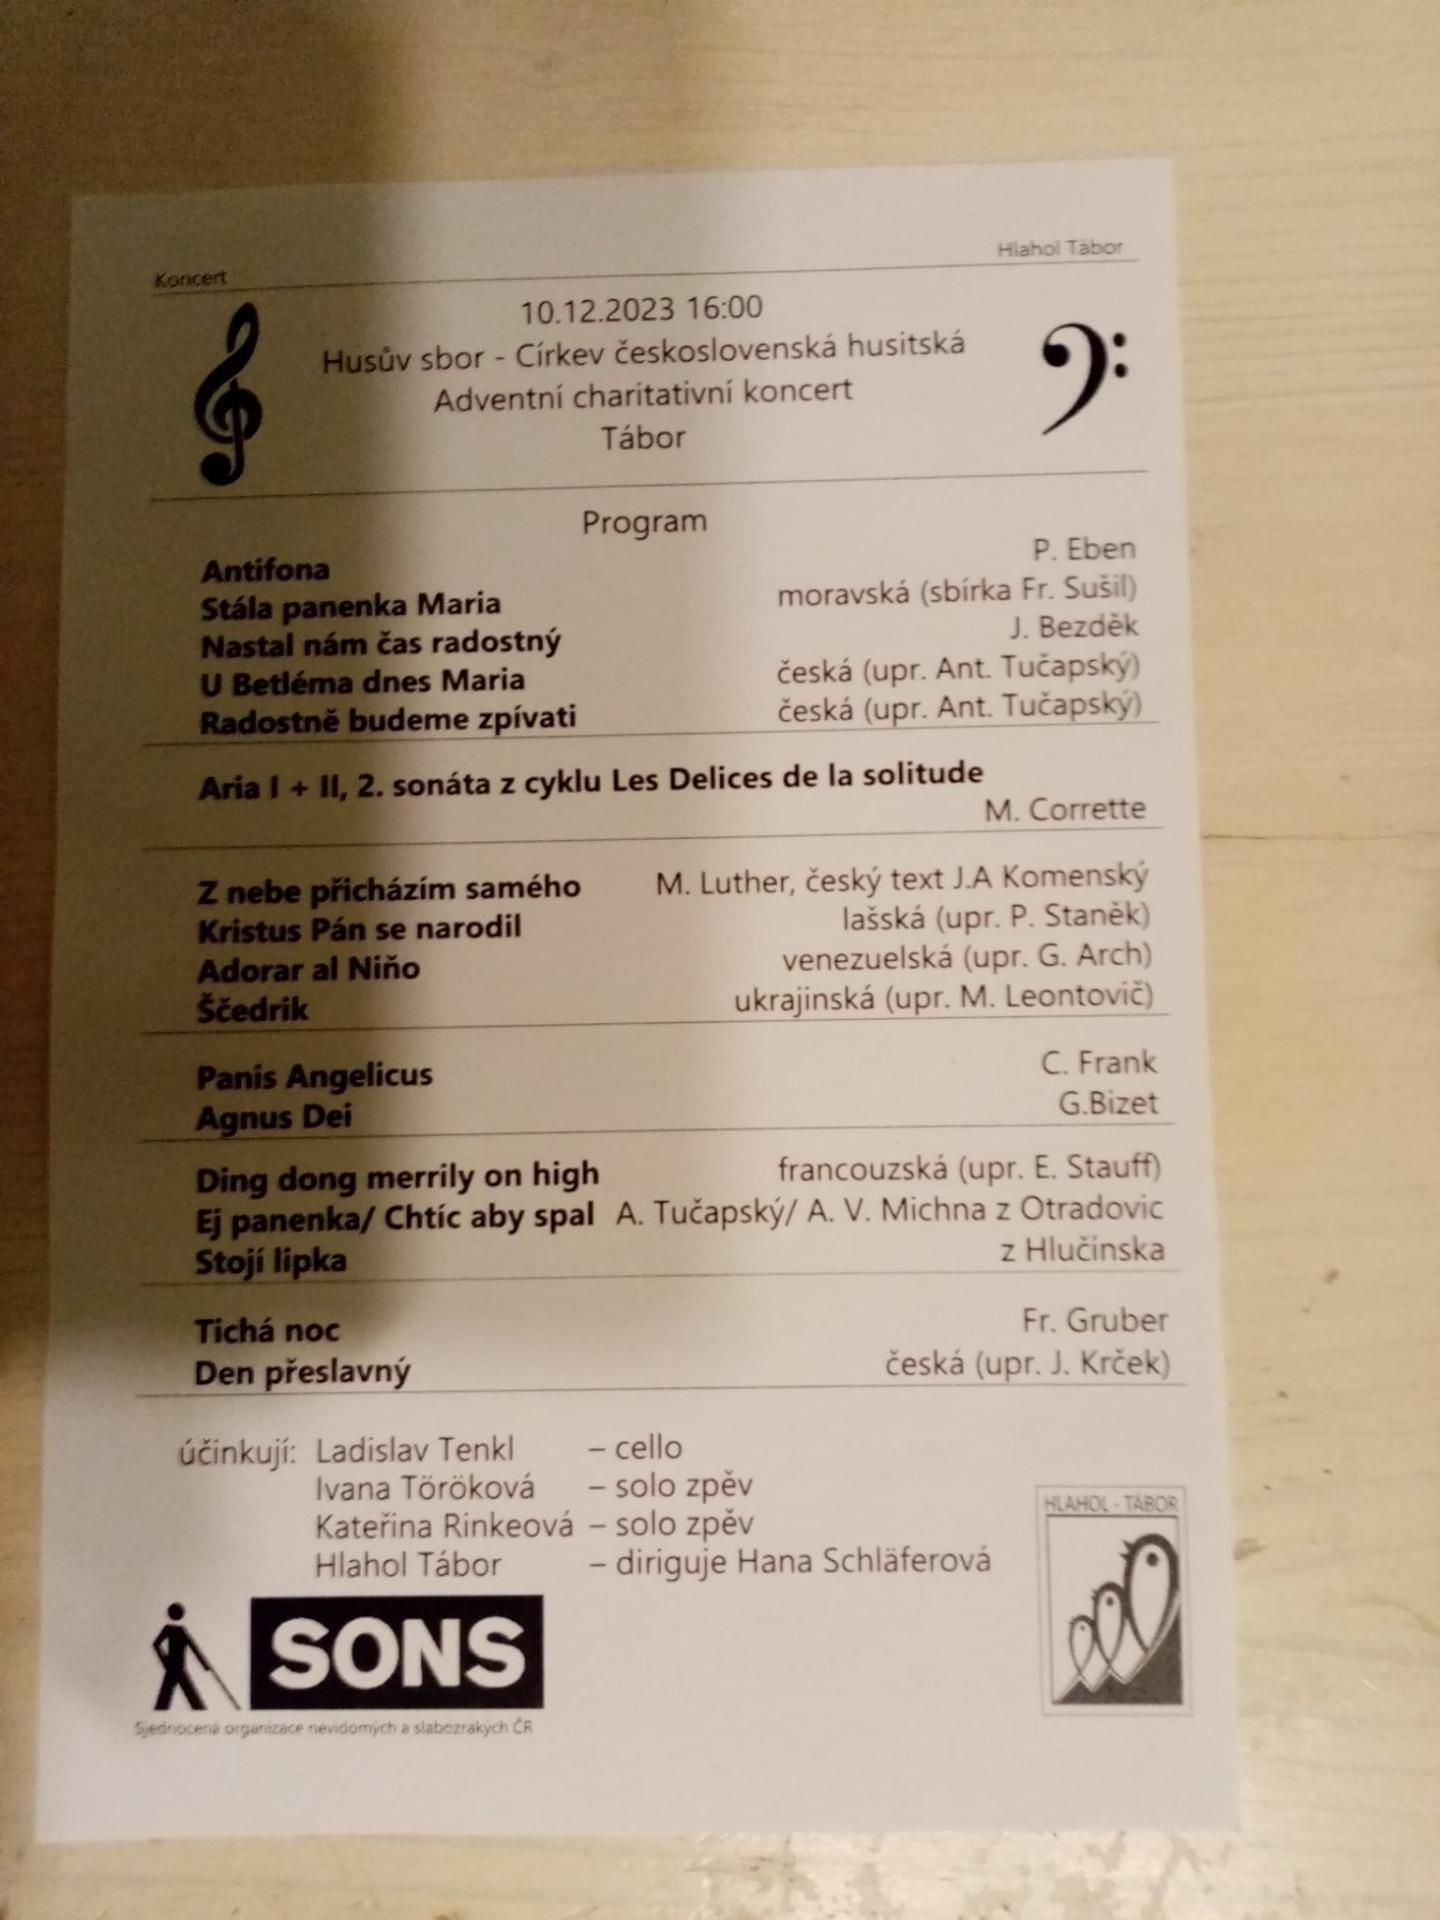 Koncert Hlahol Tábor
10.12.2023 16:00
Husův sbor - Církev československá husitská
Adventní charitativní koncert
Tábor
Program
Antifona P. Eben
Stála panenka Maria moravská (sbírka Fr. Sušil)
Nastal nám čas radostný J. Bezděk
U Betléma dnes Maria česká (upr. Ant. Tučapský)
Radostně budeme zpívati česká (upr. Ant. Tučapský)
Aria I + II, 2. sonáta z cyklu Les Delices de la solitude
M. Corrette
Z nebe přicházím samého M. Luther, český text J.A Komenský
Kristus Pán se narodil lašská (upr. P. Staněk)
Adorar al Niňo venezuelská (upr. G. Arch)
Ščedrik ukrajinská (upr. M. Leontovič)
Panis Angelicus C. Frank
Agnus Dei G.Bizet
Ding dong merrily on high francouzská (upr. E. Stauff)
Ej panenka/ Chtíc aby spal A. Tučapský/ A. V. Michna z Otradovic
Stojí lipka z Hlučínska
Tichá noc Fr. Gruber
Den přeslavný česká (upr. J. Krček)
účinkují: Ladislav Tenkl – cello
Ivana Töröková – solo zpěv
Kateřina Rinkeová – solo zpěv
Hlahol Tábor – diriguje Hana Schläferová
HLAHOL - TÁBOR
SONS
Sjednocená organizace nevidomých a slabozrakých ČR